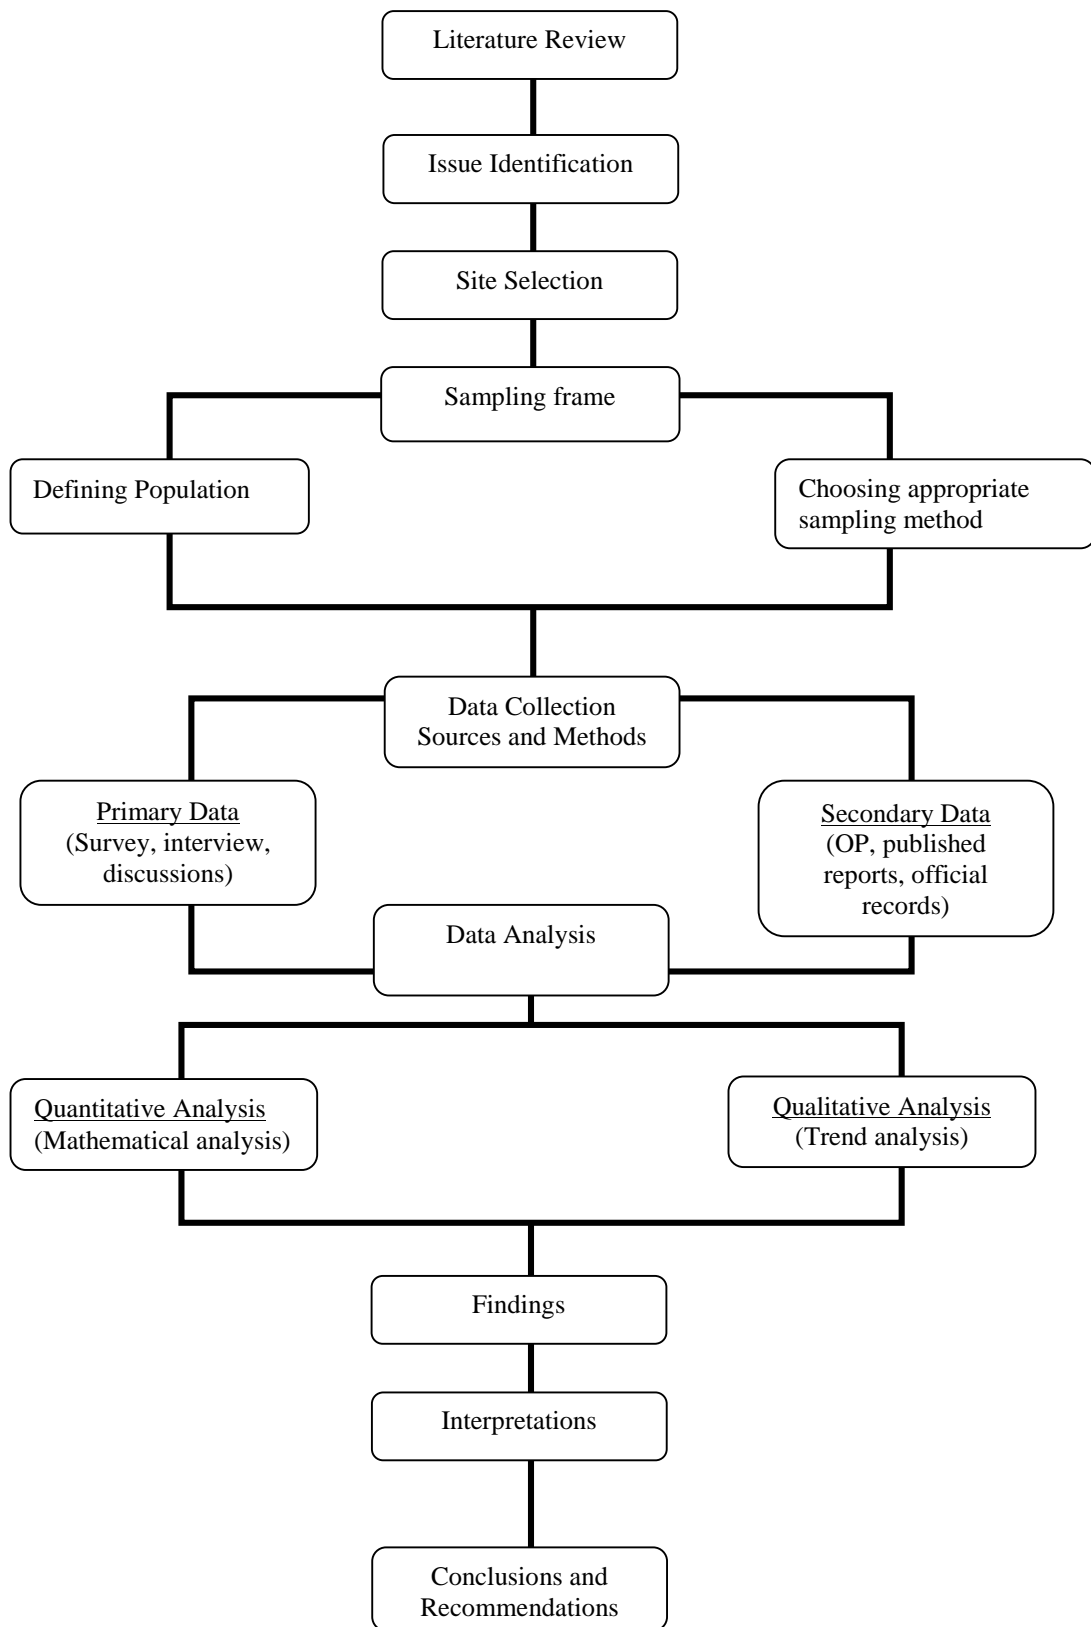 Literature Review
Issue Identification
Site Selection
Sampling frame
Defining Population
Choosing appropriate
sampling method
Data Collection
Sources and Methods
Primary Data
(Survey, interview,
discussions)
Secondary Data
(OP, published
reports, official
records)
Data Analysis
Quantitative Analysis
(Mathematical analysis)
Qualitative Analysis
(Trend analysis)
Findings
Interpretations
Conclusions and
Recommendations